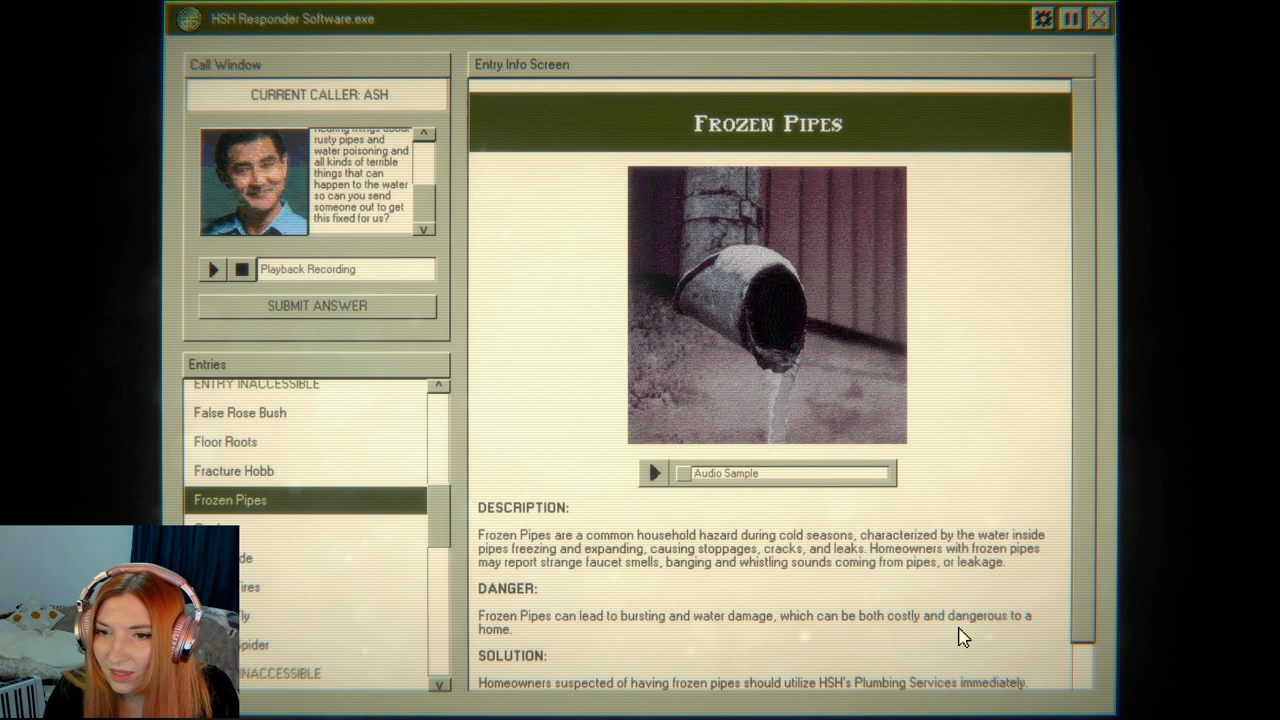 HSH Responder Software.exe
Call Window
CURRENT CALLER: ASH
hearing things about
rusty pipes and
water poisoning and
all kinds of terrible
things that can
happen to the water
so can you send
someone out to get
this fixed for us?
Playback Recording
SUBMIT ANSWER
Entries
ENTRY INACCESSIBLE
False Rose Bush
Floor Roots
Fracture Hobb
Frozen Pipes
INACCESSIBLE
Entry Info Screen
FROZEN PIPES
Audio Sample
DESCRIPTION:
Frozen Pipes are a common household hazard during cold seasons, characterized by the water inside
pipes freezing and expanding, causing stoppages, cracks, and leaks. Homeowners with frozen pipes
may report strange faucet smells, banging and whistling sounds coming from pipes, or leakage.
DANGER:
Frozen Pipes can lead to bursting and water damage, which can be both costly and dangerous to a
home.
SOLUTION:
Homeowners suspected of having frozen pipes should utilize HSH's Plumbing Services immediately.